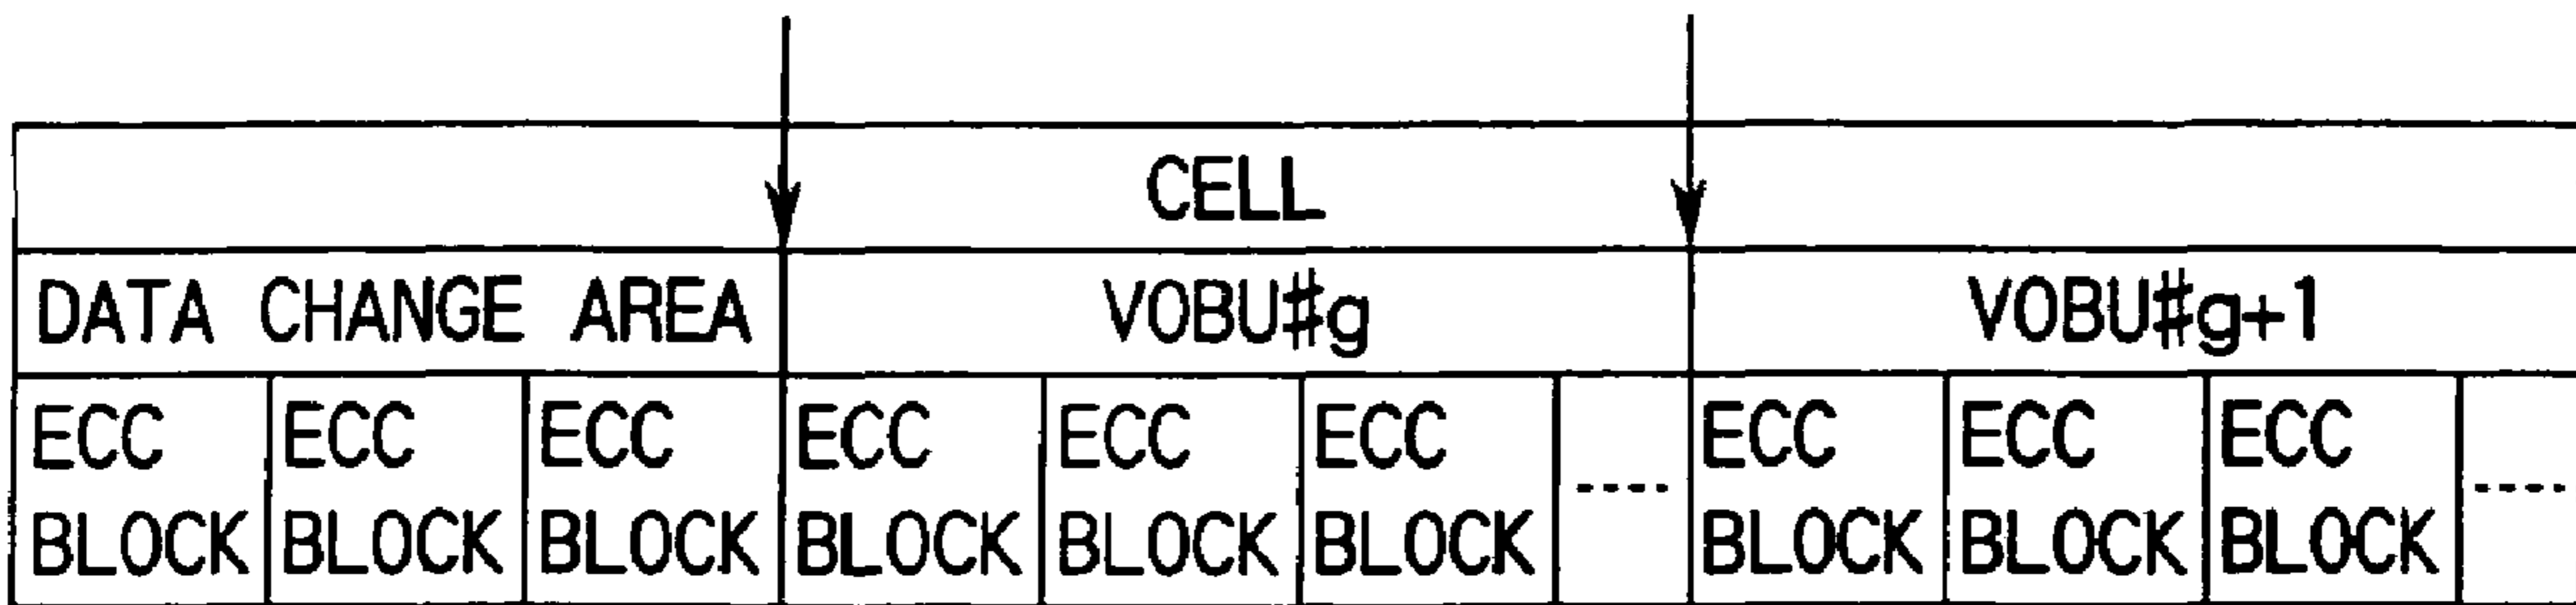 CELL
DATA CHANGE AREA VOBU#g VOBU#g+1
ECC ECC ECC ECC ECC ECC ECC ECC ECC
BLOCK BLOCK BLOCK BLOCK BLOCK BLOCK ---- BLOCK BLOCK BLOCK ----